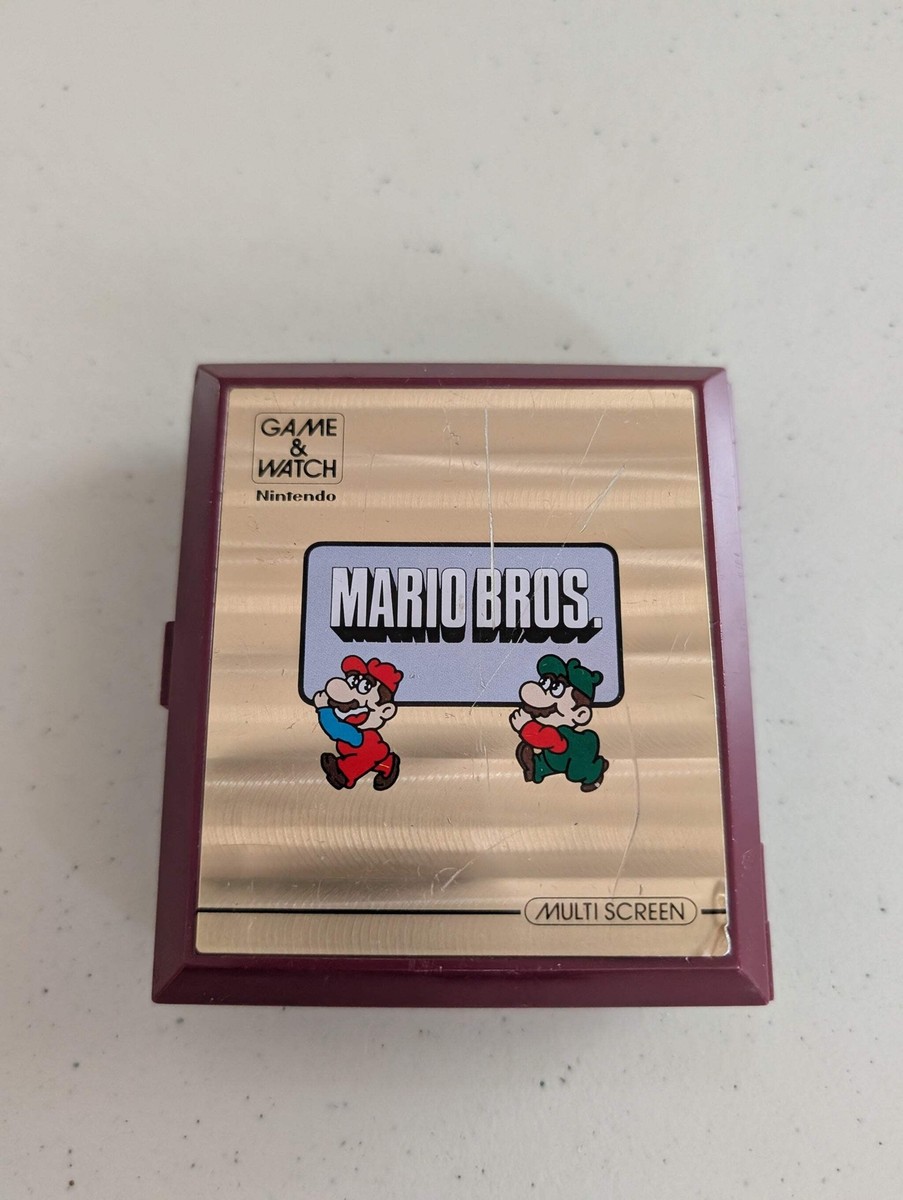 GAME
&
WATCH
Nintendo
MARIO BROS.
MULTI SCREEN